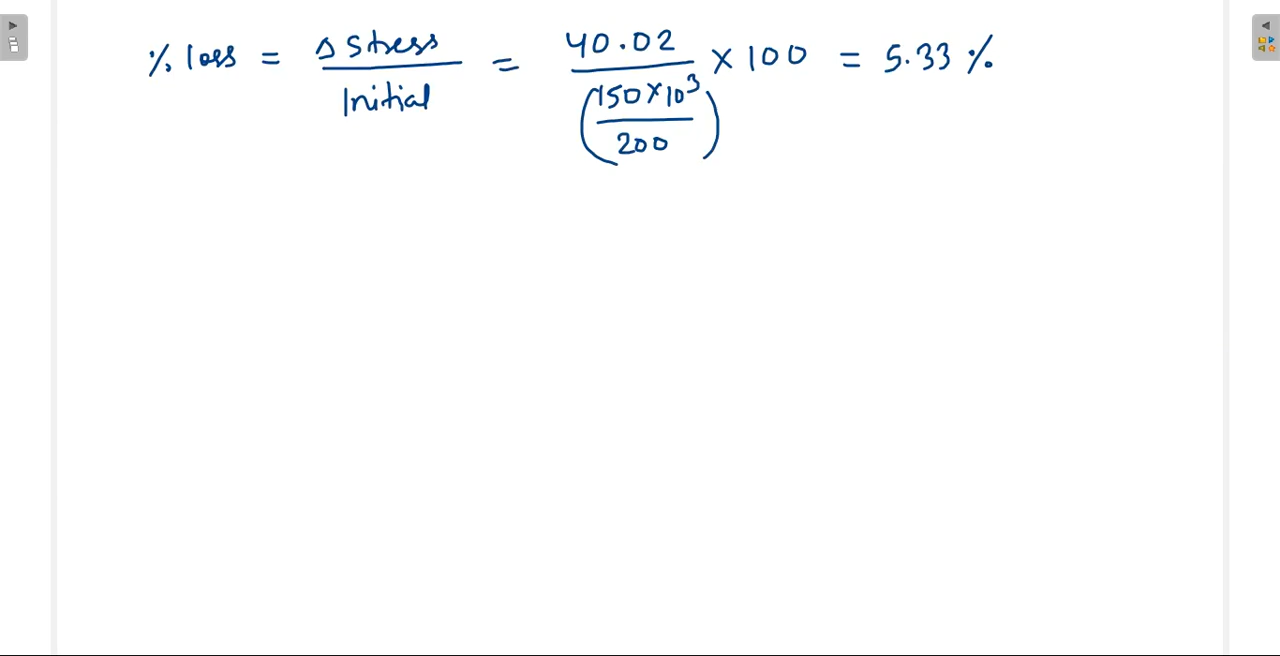 % loss = Δ Stress / Initial = 40.02 / (150 × 10³ / 200) × 100 = 5.33 %